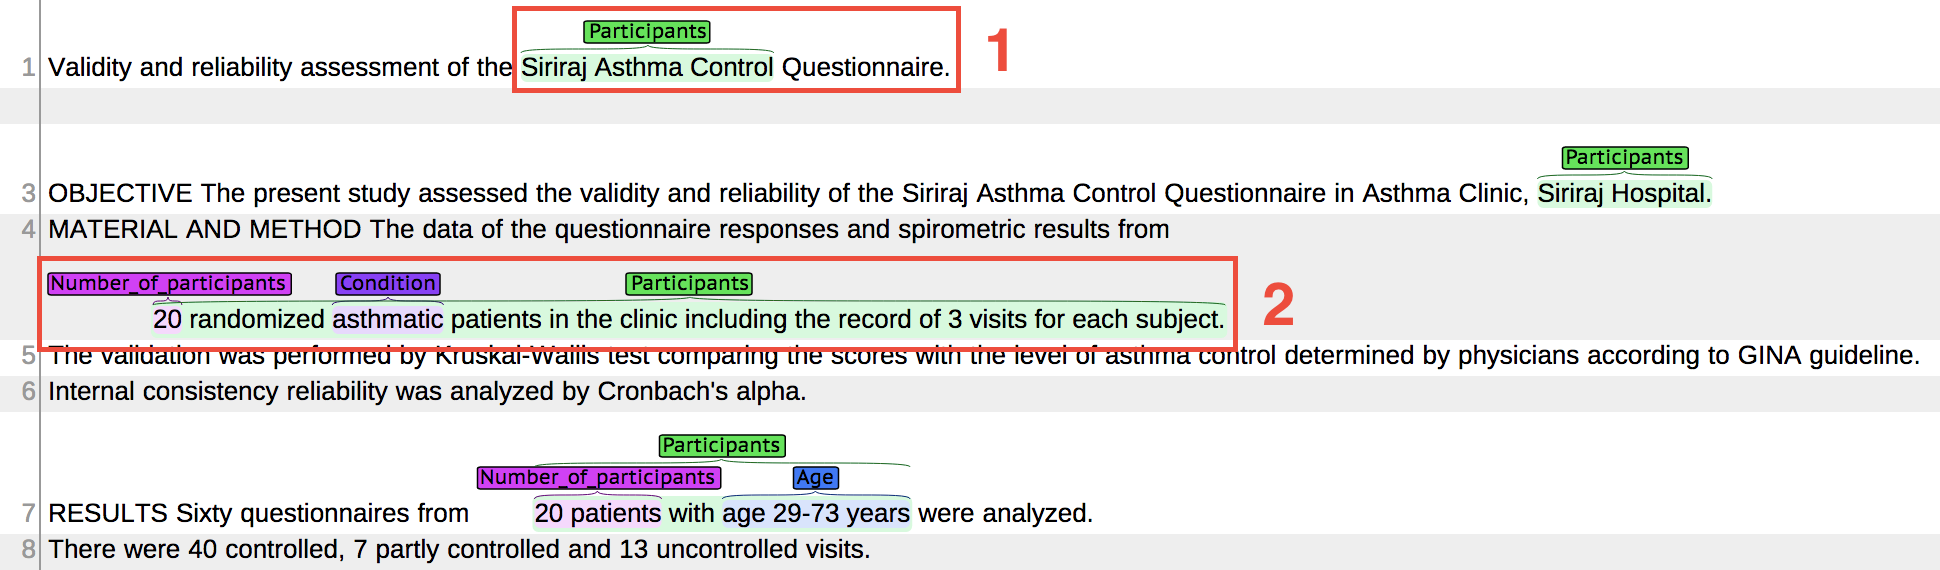 Participants
1
1 Validity and reliability assessment of the Siriraj Asthma Control Questionnaire.
Participants
3 OBJECTIVE The present study assessed the validity and reliability of the Siriraj Asthma Control Questionnaire in Asthma Clinic, Siriraj Hospital.
4 MATERIAL AND METHOD The data of the questionnaire responses and spirometric results from
Number_of_participants Condition Participants
20 randomized asthmatic patients in the clinic including the record of 3 visits for each subject.
2
5 The validation was performed by Kruskal-Wallis test comparing the scores with the level of asthma control determined by physicians according to GINA guideline.
6 Internal consistency reliability was analyzed by Cronbach's alpha.
Participants
Number_of_participants Age
7 RESULTS Sixty questionnaires from 20 patients with age 29-73 years were analyzed.
8 There were 40 controlled, 7 partly controlled and 13 uncontrolled visits.